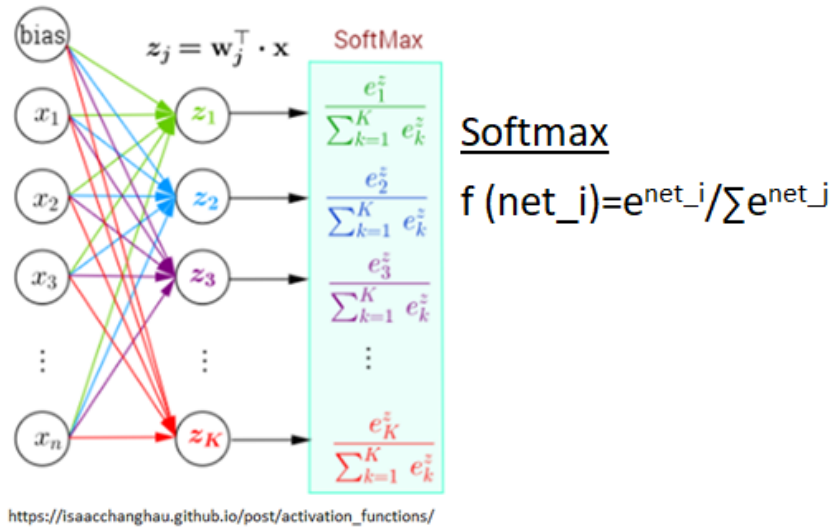 bias
z_j = w_j^⊤ · x
SoftMax
x_1
z_1
e_1^z / ∑_{k=1}^K e_k^z
Softmax
x_2
z_2
e_2^z / ∑_{k=1}^K e_k^z
f (net_i)=e^net_i/∑e^net_j
x_3
z_3
e_3^z / ∑_{k=1}^K e_k^z
⋮ ⋮ ⋮
x_n
z_K
e_K^z / ∑_{k=1}^K e_k^z
https://isaacchanghau.github.io/post/activation_functions/